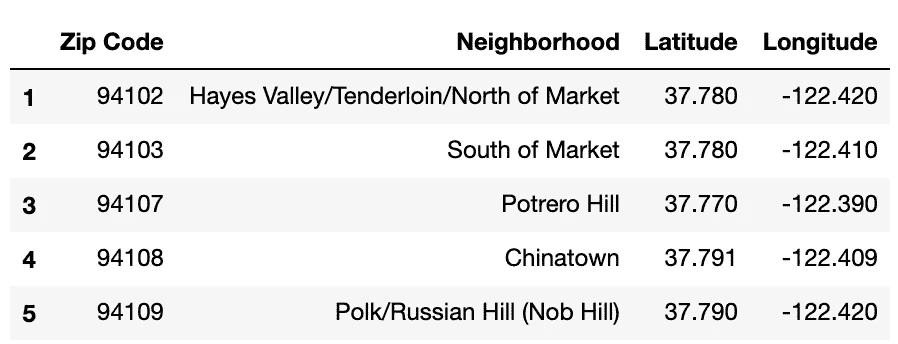 Zip Code Neighborhood Latitude Longitude
1 94102 Hayes Valley/Tenderloin/North of Market 37.780 -122.420
2 94103 South of Market 37.780 -122.410
3 94107 Potrero Hill 37.770 -122.390
4 94108 Chinatown 37.791 -122.409
5 94109 Polk/Russian Hill (Nob Hill) 37.790 -122.420